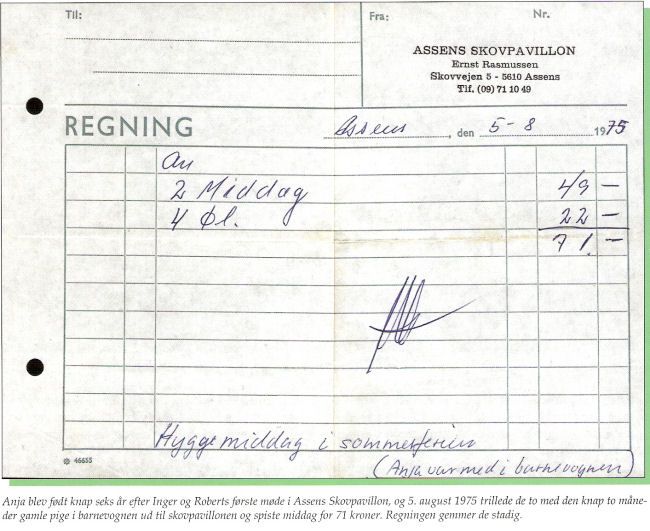 Til:
Fra:
Nr.
ASSENS SKOVPAVILLON
Ernst Rasmussen
Skovvejen 5 - 5610 Assens
Tlf. (09) 71 10 49
REGNING
Assens, den 5-8 1975
An
2 Middag 49 —
4 Øl. 22 —
71. —
Hyggemiddag i sommerferien
(Anja var med i barnevognen)
46655
Anja blev født knap seks år efter Inger og Roberts første møde i Assens Skovpavillon, og 5. august 1975 trillede de to med den knap to måne-
der gamle pige i barnevognen ud til skovpavillonen og spiste middag for 71 kroner. Regningen gemmer de stadig.